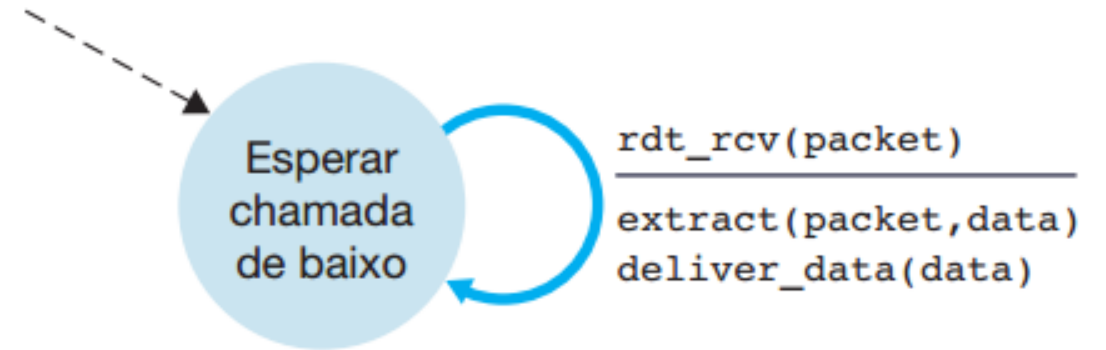 Esperar
chamada
de baixo
rdt_rcv(packet)
extract(packet,data)
deliver_data(data)